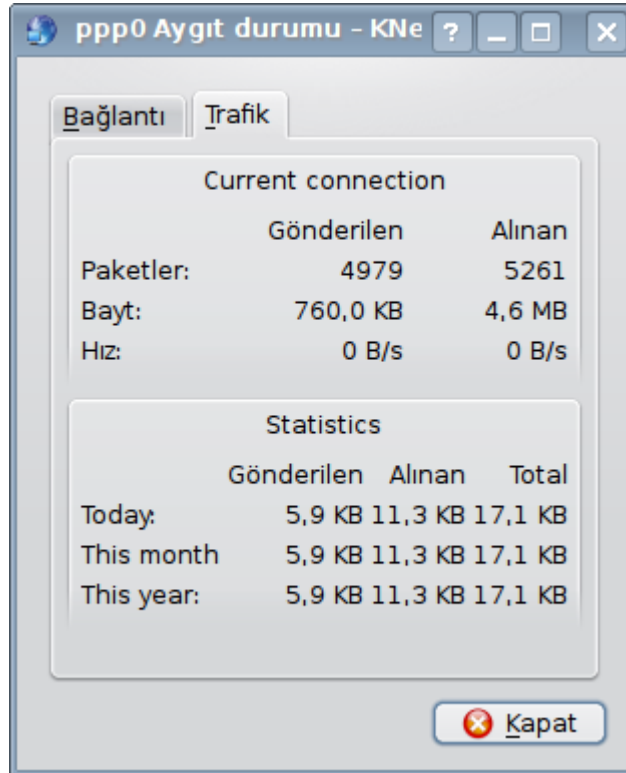 ppp0 Aygıt durumu – KNe
Bağlantı Trafik
Current connection
Gönderilen Alınan
Paketler: 4979 5261
Bayt: 760,0 KB 4,6 MB
Hız: 0 B/s 0 B/s
Statistics
Gönderilen Alınan Total
Today: 5,9 KB 11,3 KB 17,1 KB
This month 5,9 KB 11,3 KB 17,1 KB
This year: 5,9 KB 11,3 KB 17,1 KB
Kapat